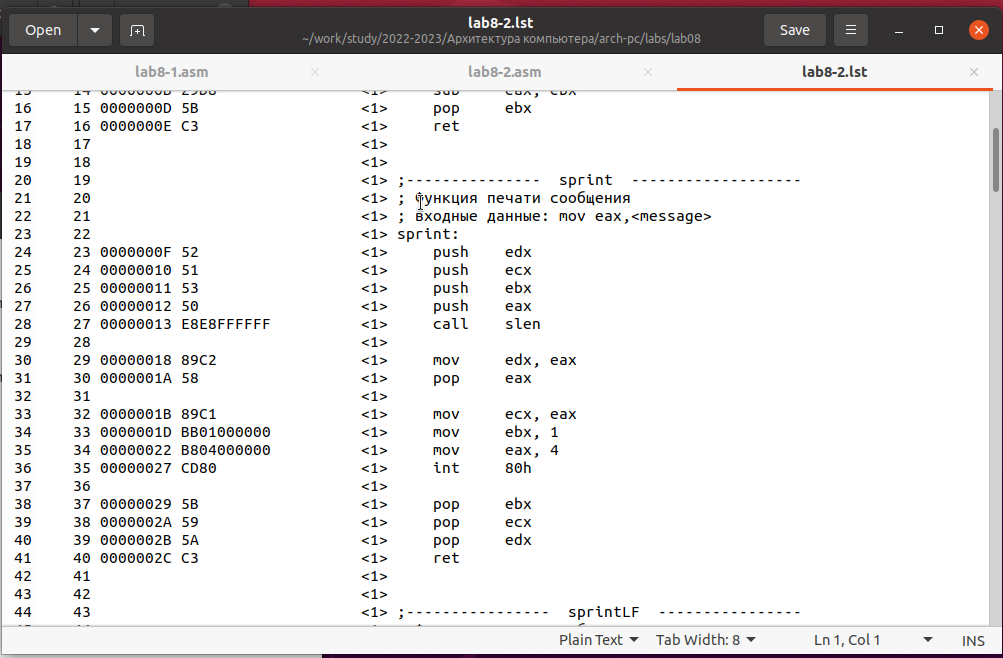 Open
lab8-2.lst
~/work/study/2022-2023/Архитектура компьютера/arch-pc/labs/lab08
Save
lab8-1.asm × lab8-2.asm × lab8-2.lst ×
15 14 0000000B 29D8 <1> sub eax, ebx
16 15 0000000D 5B <1> pop ebx
17 16 0000000E C3 <1> ret
18 17 <1>
19 18 <1>
20 19 <1> ;--------------- sprint -------------------
21 20 <1> ; Функция печати сообщения
22 21 <1> ; входные данные: mov eax,<message>
23 22 <1> sprint:
24 23 0000000F 52 <1> push edx
25 24 00000010 51 <1> push ecx
26 25 00000011 53 <1> push ebx
27 26 00000012 50 <1> push eax
28 27 00000013 E8E8FFFFFF <1> call slen
29 28 <1>
30 29 00000018 89C2 <1> mov edx, eax
31 30 0000001A 58 <1> pop eax
32 31 <1>
33 32 0000001B 89C1 <1> mov ecx, eax
34 33 0000001D BB01000000 <1> mov ebx, 1
35 34 00000022 B804000000 <1> mov eax, 4
36 35 00000027 CD80 <1> int 80h
37 36 <1>
38 37 00000029 5B <1> pop ebx
39 38 0000002A 59 <1> pop ecx
40 39 0000002B 5A <1> pop edx
41 40 0000002C C3 <1> ret
42 41 <1>
43 42 <1>
44 43 <1> ;---------------- sprintLF ----------------
Plain Text Tab Width: 8 Ln 1, Col 1 INS